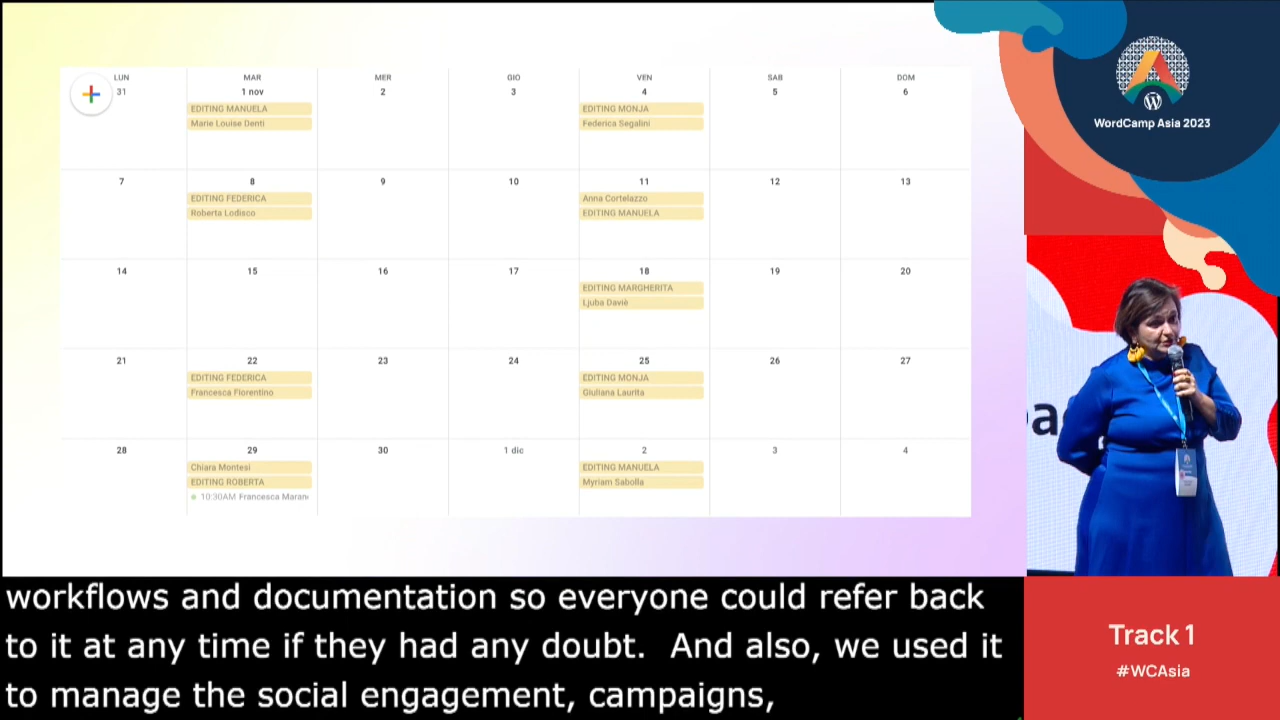 LUN MAR MER GIO VEN SAB DOM
31 1 nov 2 3 4 5 6
EDITING MANUELA EDITING MONJA
Marie Louise Denti Federica Segalini
7 8 9 10 11 12 13
EDITING FEDERICA Anna Cortelazzo
Roberta Lodisco EDITING MANUELA
14 15 16 17 18 19 20
EDITING MARGHERITA
Ljuba Daviè
21 22 23 24 25 26 27
EDITING FEDERICA EDITING MONJA
Francesca Fiorentino Giuliana Laurita
28 29 30 1 dic 2 3 4
Chiara Montesi EDITING MANUELA
EDITING ROBERTA Myriam Sabolla
10:30AM Francesca
WordCamp Asia 2023
workflows and documentation so everyone could refer back
to it at any time if they had any doubt. And also, we used it
to manage the social engagement, campaigns,
Track 1
#WCAsia